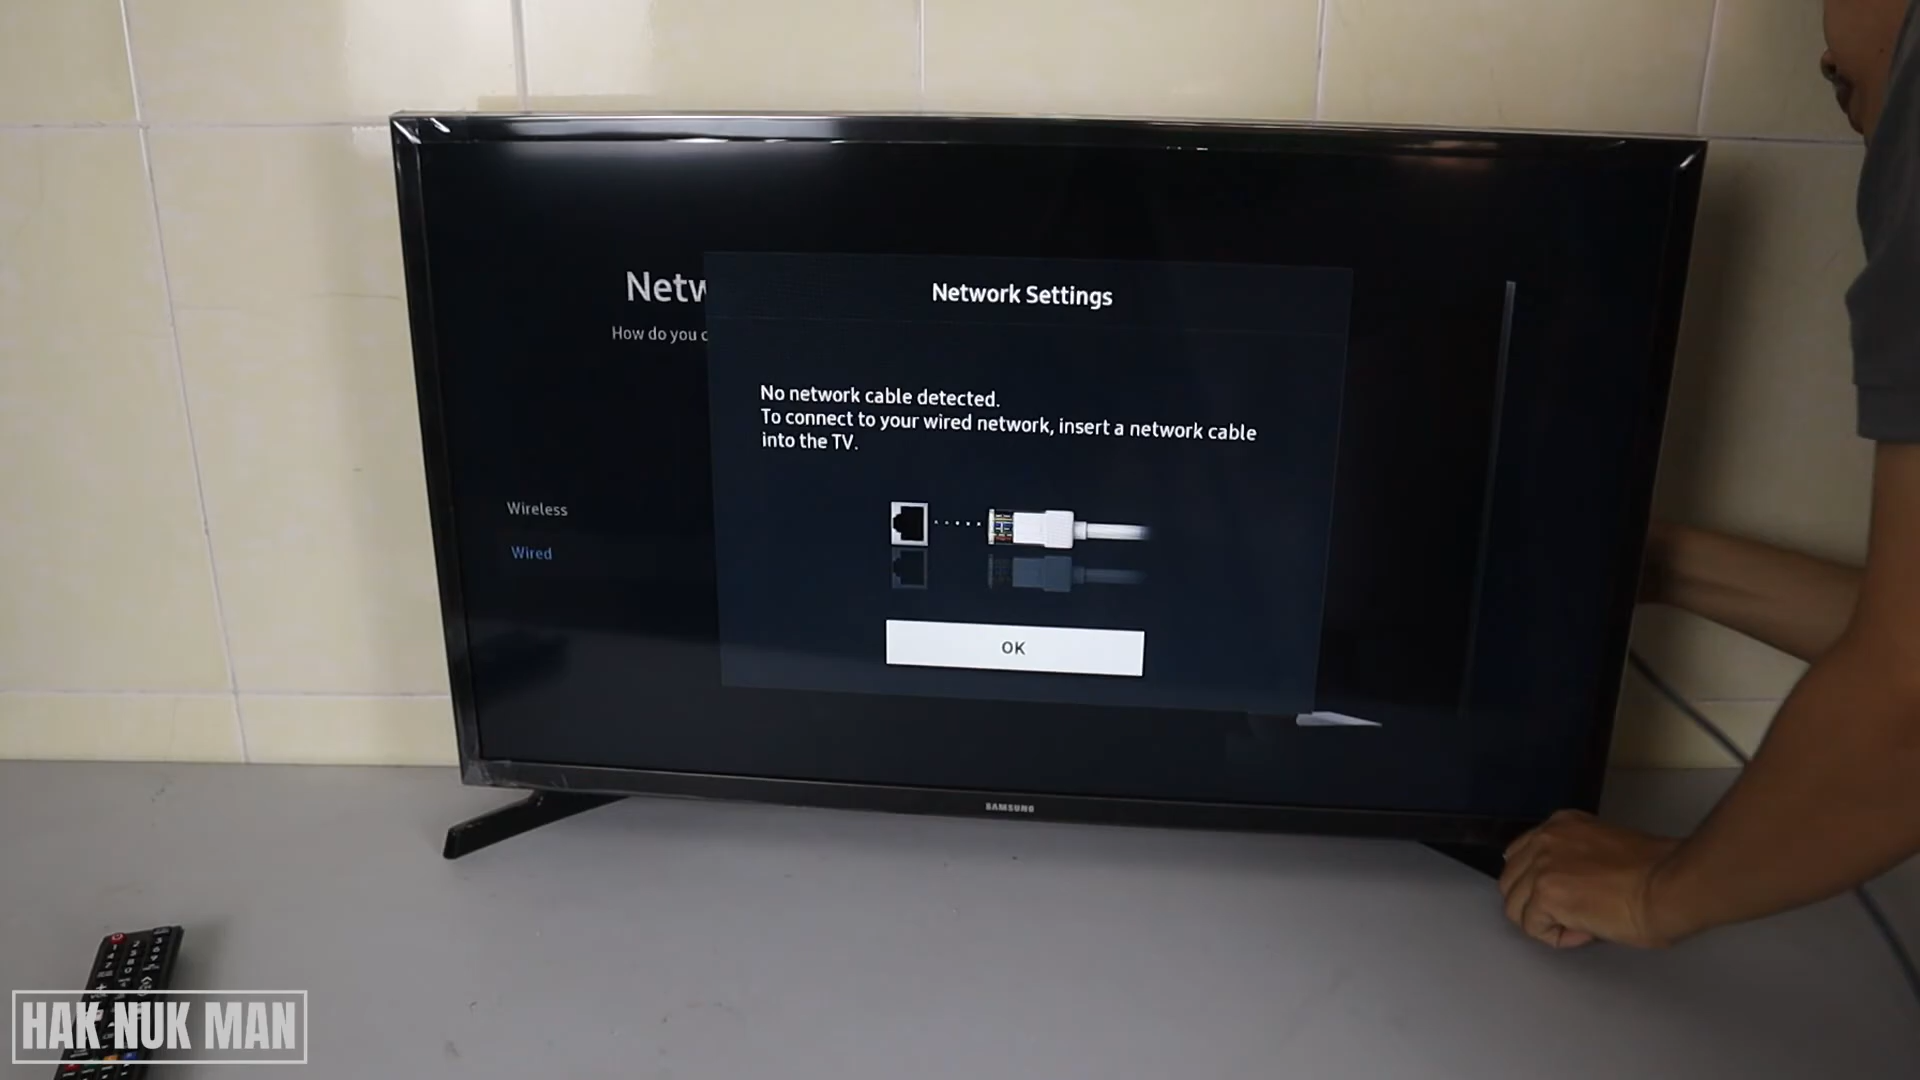 Netw
Network Settings
How do you c
No network cable detected.
To connect to your wired network, insert a network cable
into the TV.
Wireless
Wired
OK
SAMSUNG
HAK NUK MAN